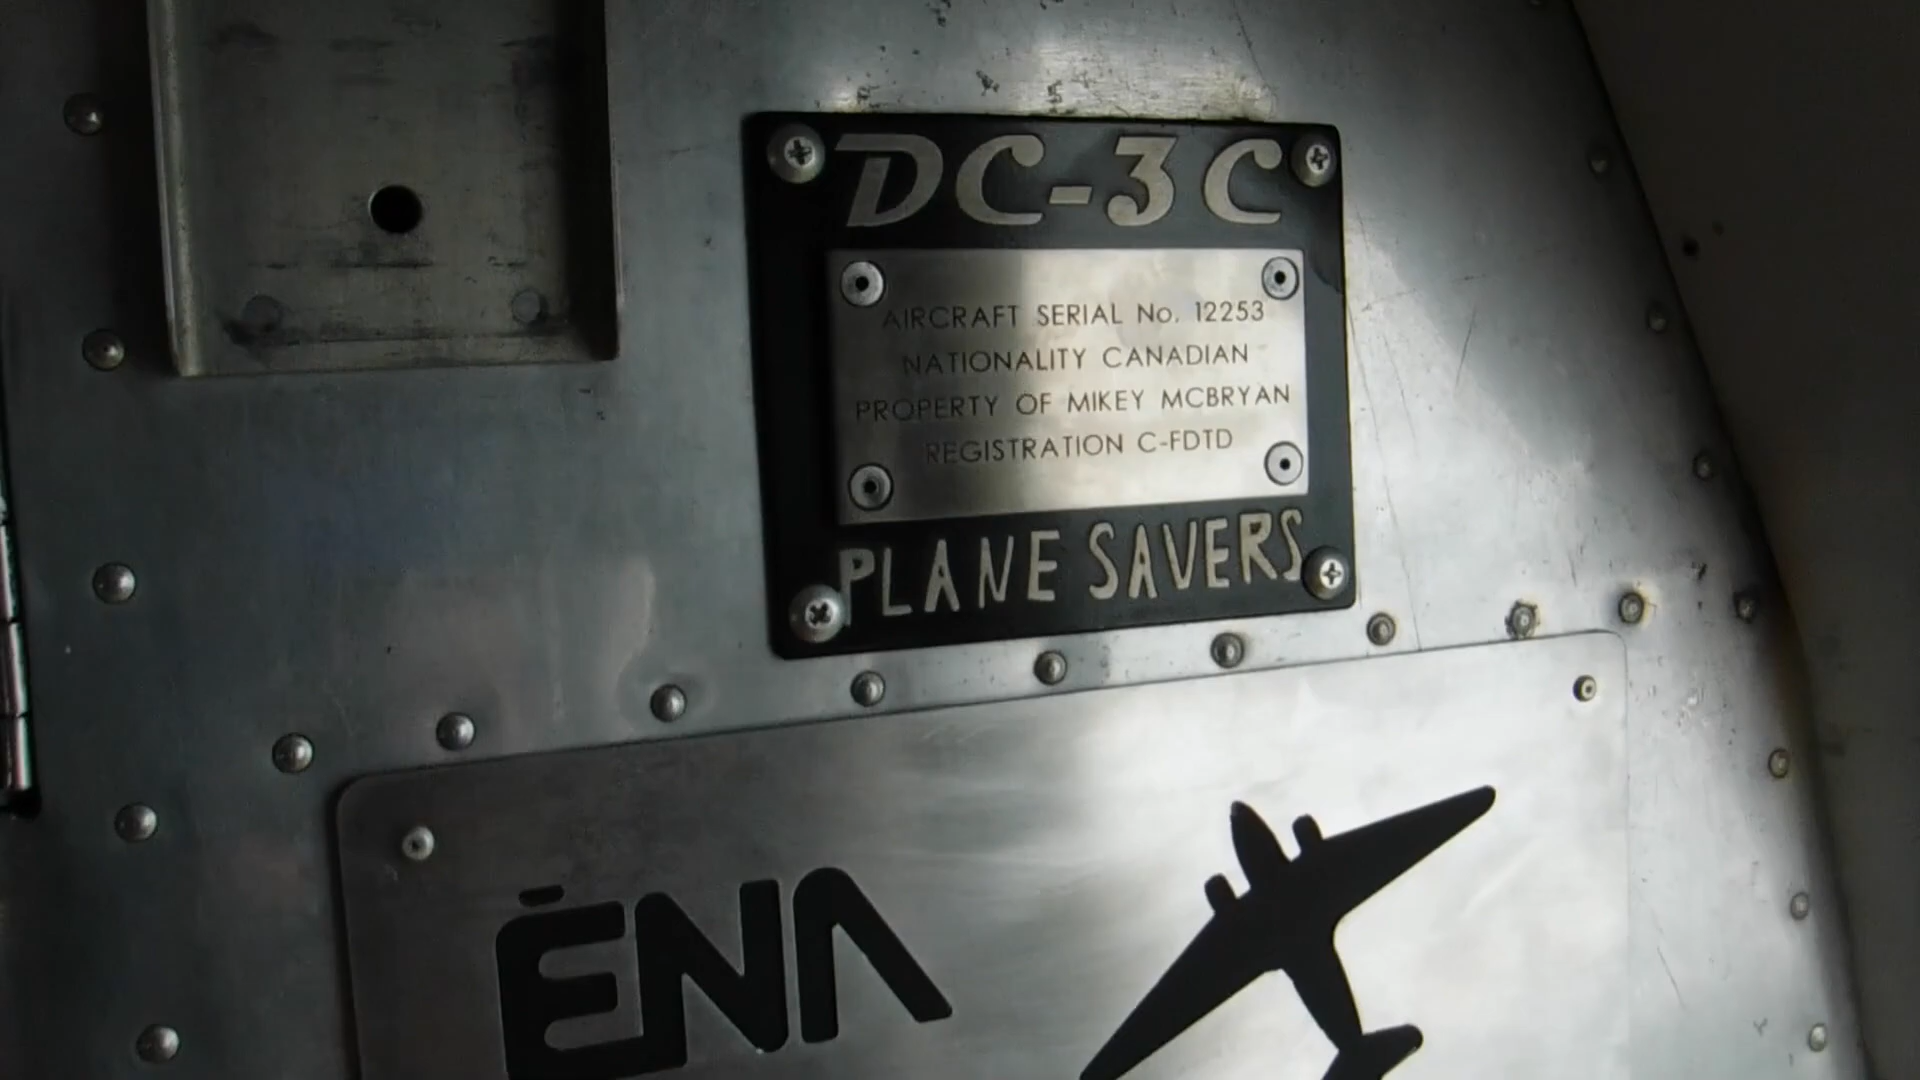 DC-3C
AIRCRAFT SERIAL No. 12253
NATIONALITY CANADIAN
PROPERTY OF MIKEY MCBRYAN
REGISTRATION C-FDTD
PLANE SAVERS
ÉNA